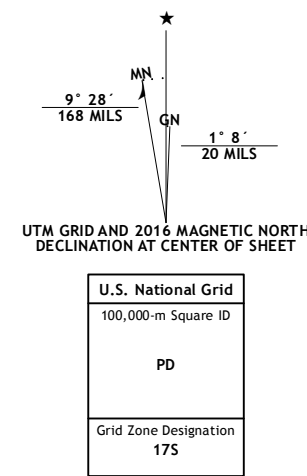 ★
MN
GN
9° 28´
168 MILS
1° 8´
20 MILS
UTM GRID AND 2016 MAGNETIC NORTH
DECLINATION AT CENTER OF SHEET
U.S. National Grid
100,000-m Square ID
PD
Grid Zone Designation
17S